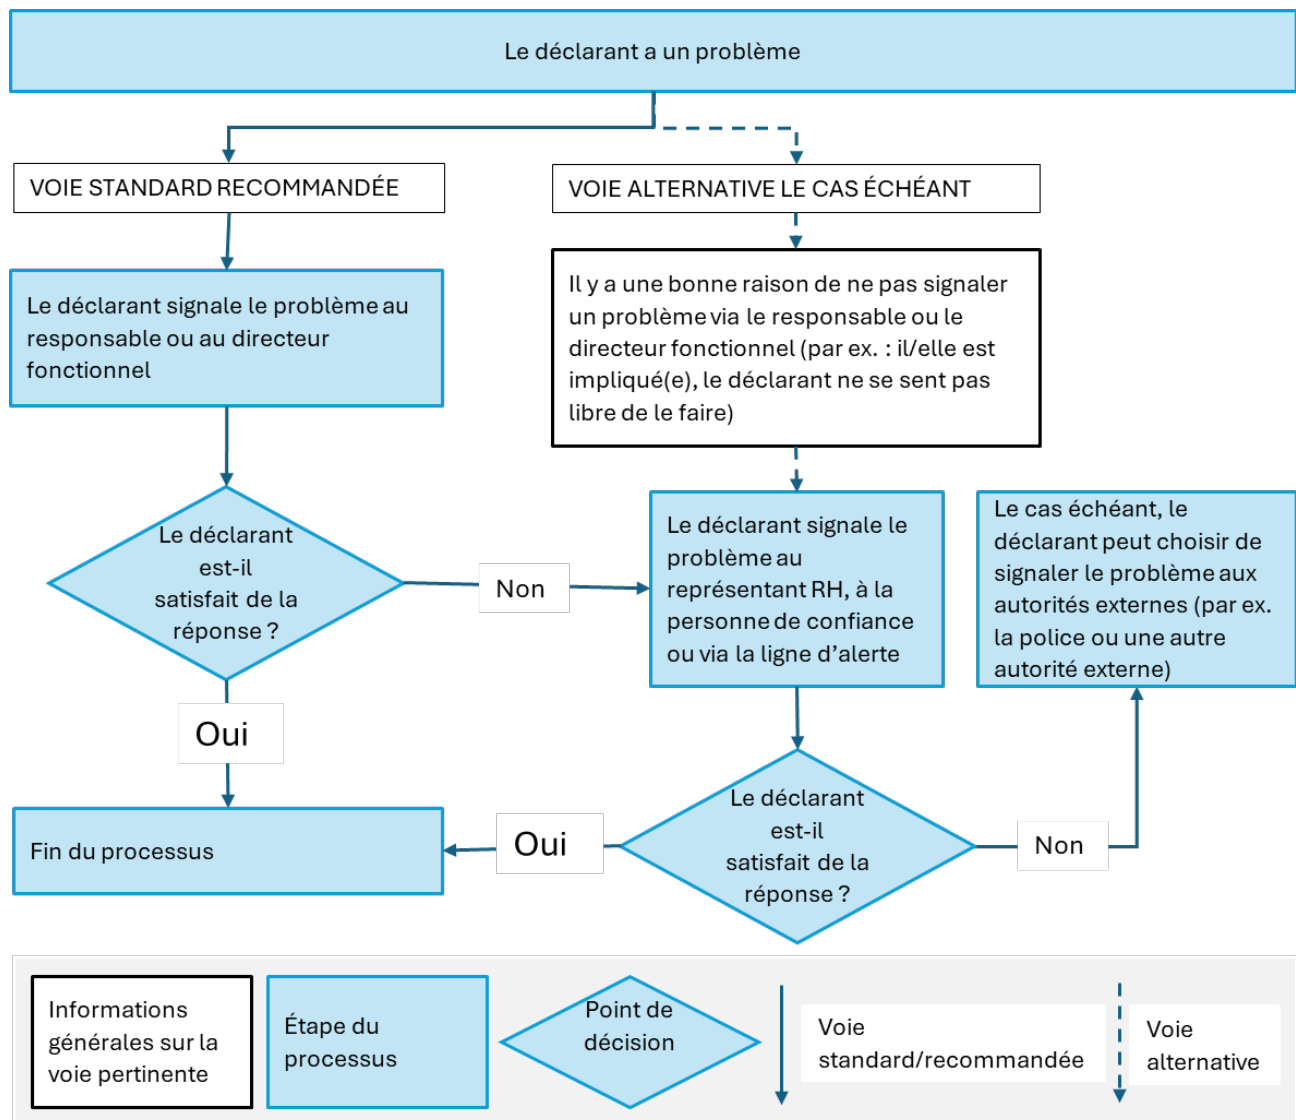 Le déclarant a un problème
VOIE STANDARD RECOMMANDÉE
VOIE ALTERNATIVE LE CAS ÉCHÉANT
Le déclarant signale le problème au
responsable ou au directeur
fonctionnel
Il y a une bonne raison de ne pas signaler
un problème via le responsable ou le
directeur fonctionnel (par ex. : il/elle est
impliqué(e), le déclarant ne se sent pas
libre de le faire)
Le déclarant
est-il
satisfait de la
réponse ?
Non
Le déclarant signale le
problème au
représentant RH, à la
personne de confiance
ou via la ligne d’alerte
Le cas échéant, le
déclarant peut choisir de
signaler le problème aux
autorités externes (par ex.
la police ou une autre
autorité externe)
Oui
Fin du processus
Oui
Le déclarant
est-il
satisfait de la
réponse ?
Non
Informations
générales sur la
voie pertinente
Étape du
processus
Point de
décision
Voie
standard/recommandée
Voie
alternative